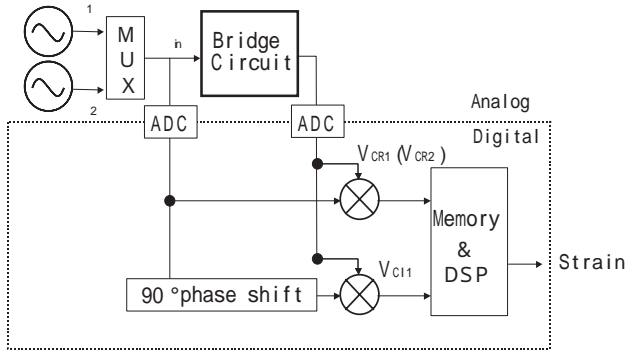 1
2
M
U
X
in
Bridge
Circuit
ADC
ADC
Analog
Digital
VCR1 (VCR2)
Memory
&
DSP
Strain
VCI1
90 °phase shift